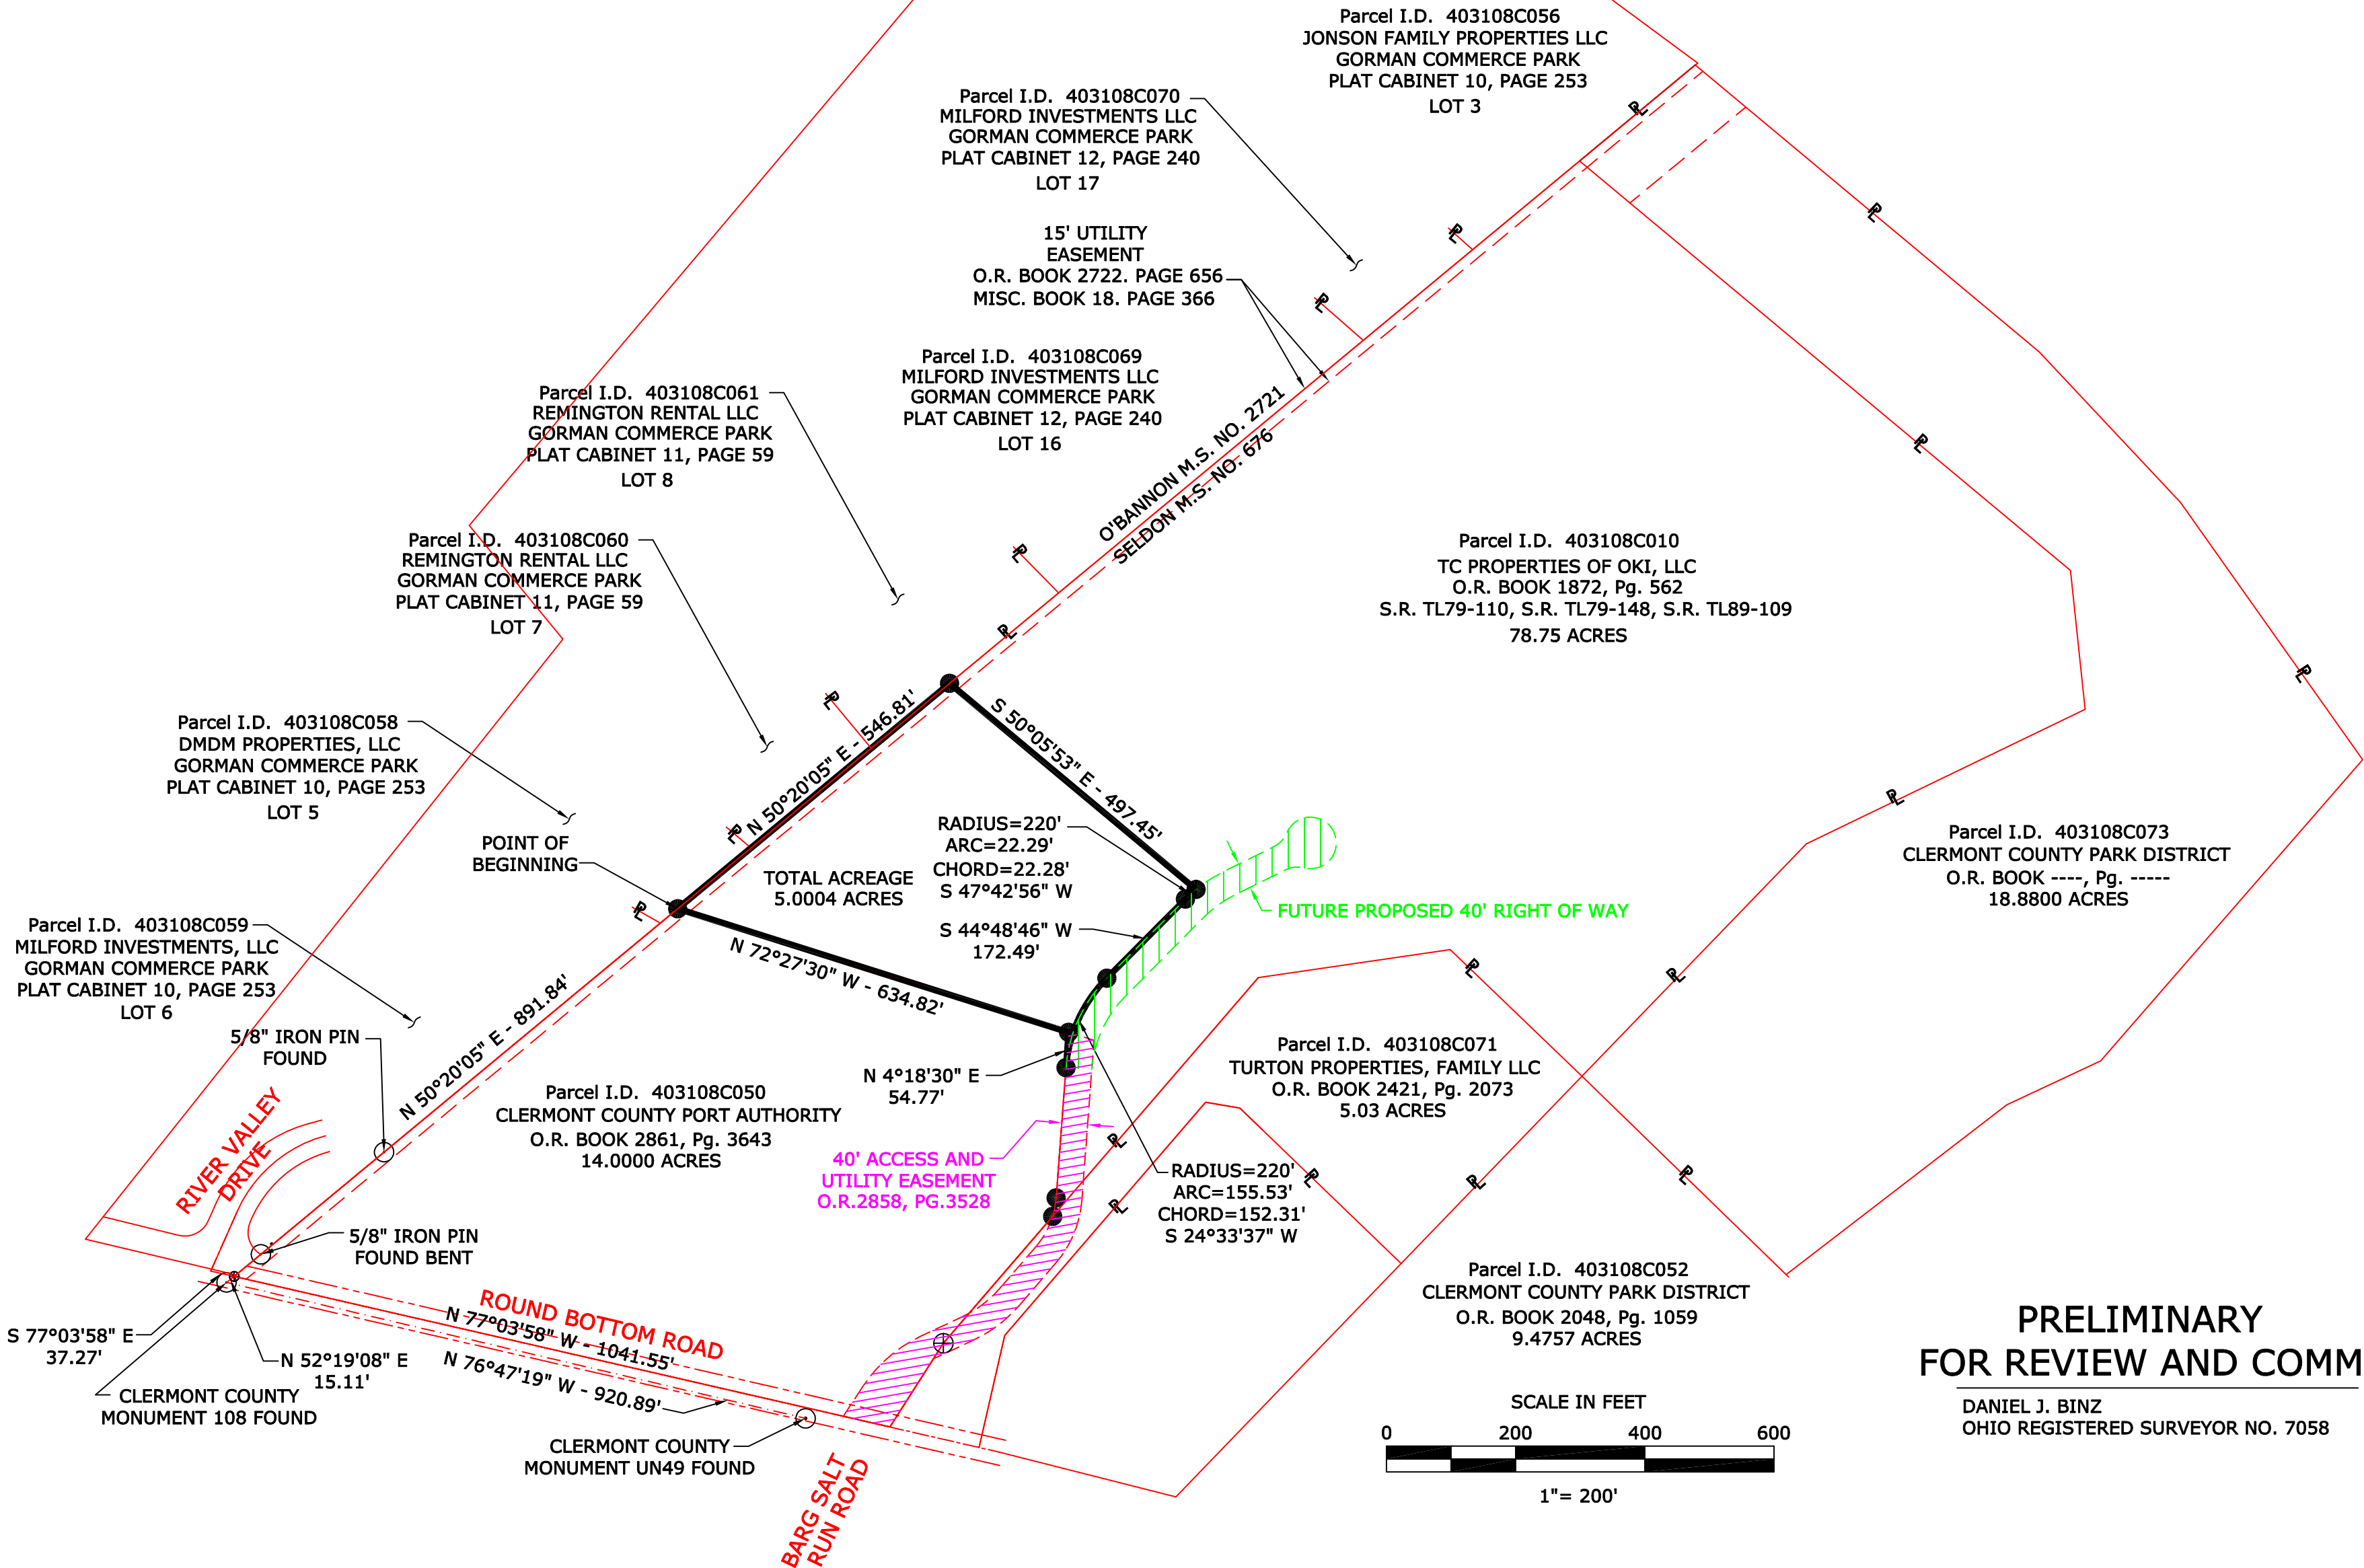 Parcel I.D. 403108C056
JONSON FAMILY PROPERTIES LLC
GORMAN COMMERCE PARK
PLAT CABINET 10, PAGE 253
LOT 3
Parcel I.D. 403108C070
MILFORD INVESTMENTS LLC
GORMAN COMMERCE PARK
PLAT CABINET 12, PAGE 240
LOT 17
15' UTILITY
EASEMENT
O.R. BOOK 2722. PAGE 656
MISC. BOOK 18. PAGE 366
Parcel I.D. 403108C069
MILFORD INVESTMENTS LLC
GORMAN COMMERCE PARK
PLAT CABINET 12, PAGE 240
LOT 16
Parcel I.D. 403108C061
REMINGTON RENTAL LLC
GORMAN COMMERCE PARK
PLAT CABINET 11, PAGE 59
LOT 8
O'BANNON M.S. NO. 2721
SELDON M.S. NO. 676
Parcel I.D. 403108C060
REMINGTON RENTAL LLC
GORMAN COMMERCE PARK
PLAT CABINET 11, PAGE 59
LOT 7
Parcel I.D. 403108C010
TC PROPERTIES OF OKI, LLC
O.R. BOOK 1872, Pg. 562
S.R. TL79-110, S.R. TL79-148, S.R. TL89-109
78.75 ACRES
Parcel I.D. 403108C058
DMDM PROPERTIES, LLC
GORMAN COMMERCE PARK
PLAT CABINET 10, PAGE 253
LOT 5
N 50°20'05" E - 546.81'
S 50°05'53" E - 497.45'
POINT OF
BEGINNING
TOTAL ACREAGE
5.0004 ACRES
RADIUS=220'
ARC=22.29'
CHORD=22.28'
S 47°42'56" W
S 44°48'46" W
172.49'
FUTURE PROPOSED 40' RIGHT OF WAY
Parcel I.D. 403108C073
CLERMONT COUNTY PARK DISTRICT
O.R. BOOK ----, Pg. -----
18.8800 ACRES
Parcel I.D. 403108C059
MILFORD INVESTMENTS, LLC
GORMAN COMMERCE PARK
PLAT CABINET 10, PAGE 253
LOT 6
N 72°27'30" W - 634.82'
N 50°20'05" E - 891.84'
5/8" IRON PIN
FOUND
N 4°18'30" E
54.77'
Parcel I.D. 403108C071
TURTON PROPERTIES, FAMILY LLC
O.R. BOOK 2421, Pg. 2073
5.03 ACRES
Parcel I.D. 403108C050
CLERMONT COUNTY PORT AUTHORITY
O.R. BOOK 2861, Pg. 3643
14.0000 ACRES
RIVER VALLEY
DRIVE
40' ACCESS AND
UTILITY EASEMENT
O.R.2858, PG.3528
RADIUS=220'
ARC=155.53'
CHORD=152.31'
S 24°33'37" W
5/8" IRON PIN
FOUND BENT
Parcel I.D. 403108C052
CLERMONT COUNTY PARK DISTRICT
O.R. BOOK 2048, Pg. 1059
9.4757 ACRES
ROUND BOTTOM ROAD
N 77°03'58" W - 1041.55'
N 76°47'19" W - 920.89'
S 77°03'58" E
37.27'
N 52°19'08" E
15.11'
CLERMONT COUNTY
MONUMENT 108 FOUND
CLERMONT COUNTY
MONUMENT UN49 FOUND
BARG SALT
RUN ROAD
SCALE IN FEET
0 200 400 600
1"= 200'
PRELIMINARY
FOR REVIEW AND COMM
DANIEL J. BINZ
OHIO REGISTERED SURVEYOR NO. 7058